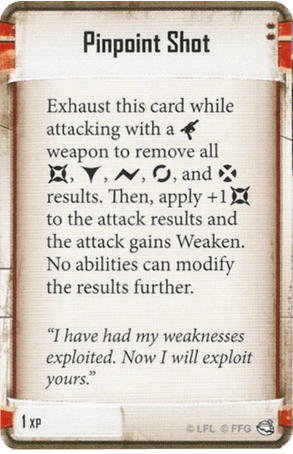 Pinpoint Shot
Exhaust this card while
attacking with a
weapon to remove all
, , , , and
results. Then, apply +1
to the attack results and
the attack gains Weaken.
No abilities can modify
the results further.
“I have had my weaknesses
exploited. Now I will exploit
yours.”
1 XP
© LFL © FFG